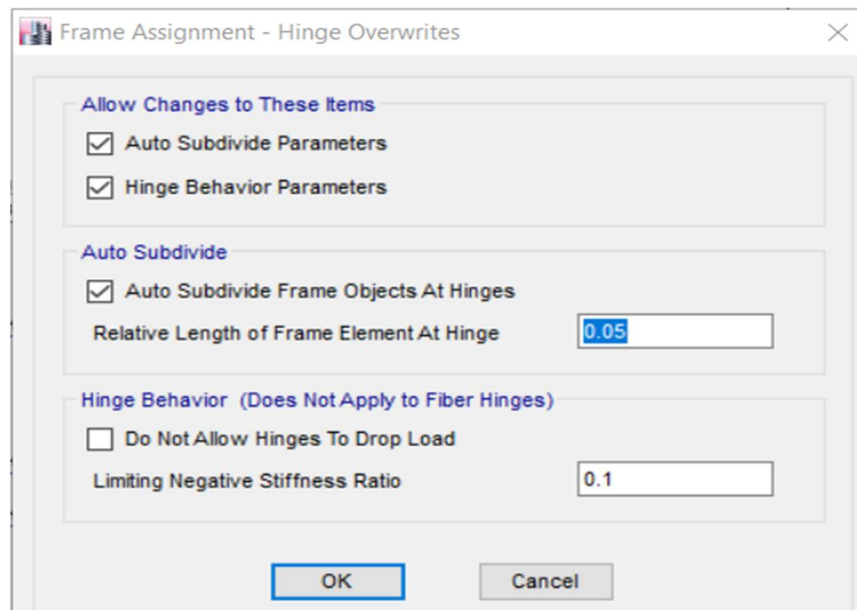 Frame Assignment - Hinge Overwrites
Allow Changes to These Items
Auto Subdivide Parameters
Hinge Behavior Parameters
Auto Subdivide
Auto Subdivide Frame Objects At Hinges
Relative Length of Frame Element At Hinge 0.05
Hinge Behavior (Does Not Apply to Fiber Hinges)
Do Not Allow Hinges To Drop Load
Limiting Negative Stiffness Ratio 0.1
OK Cancel